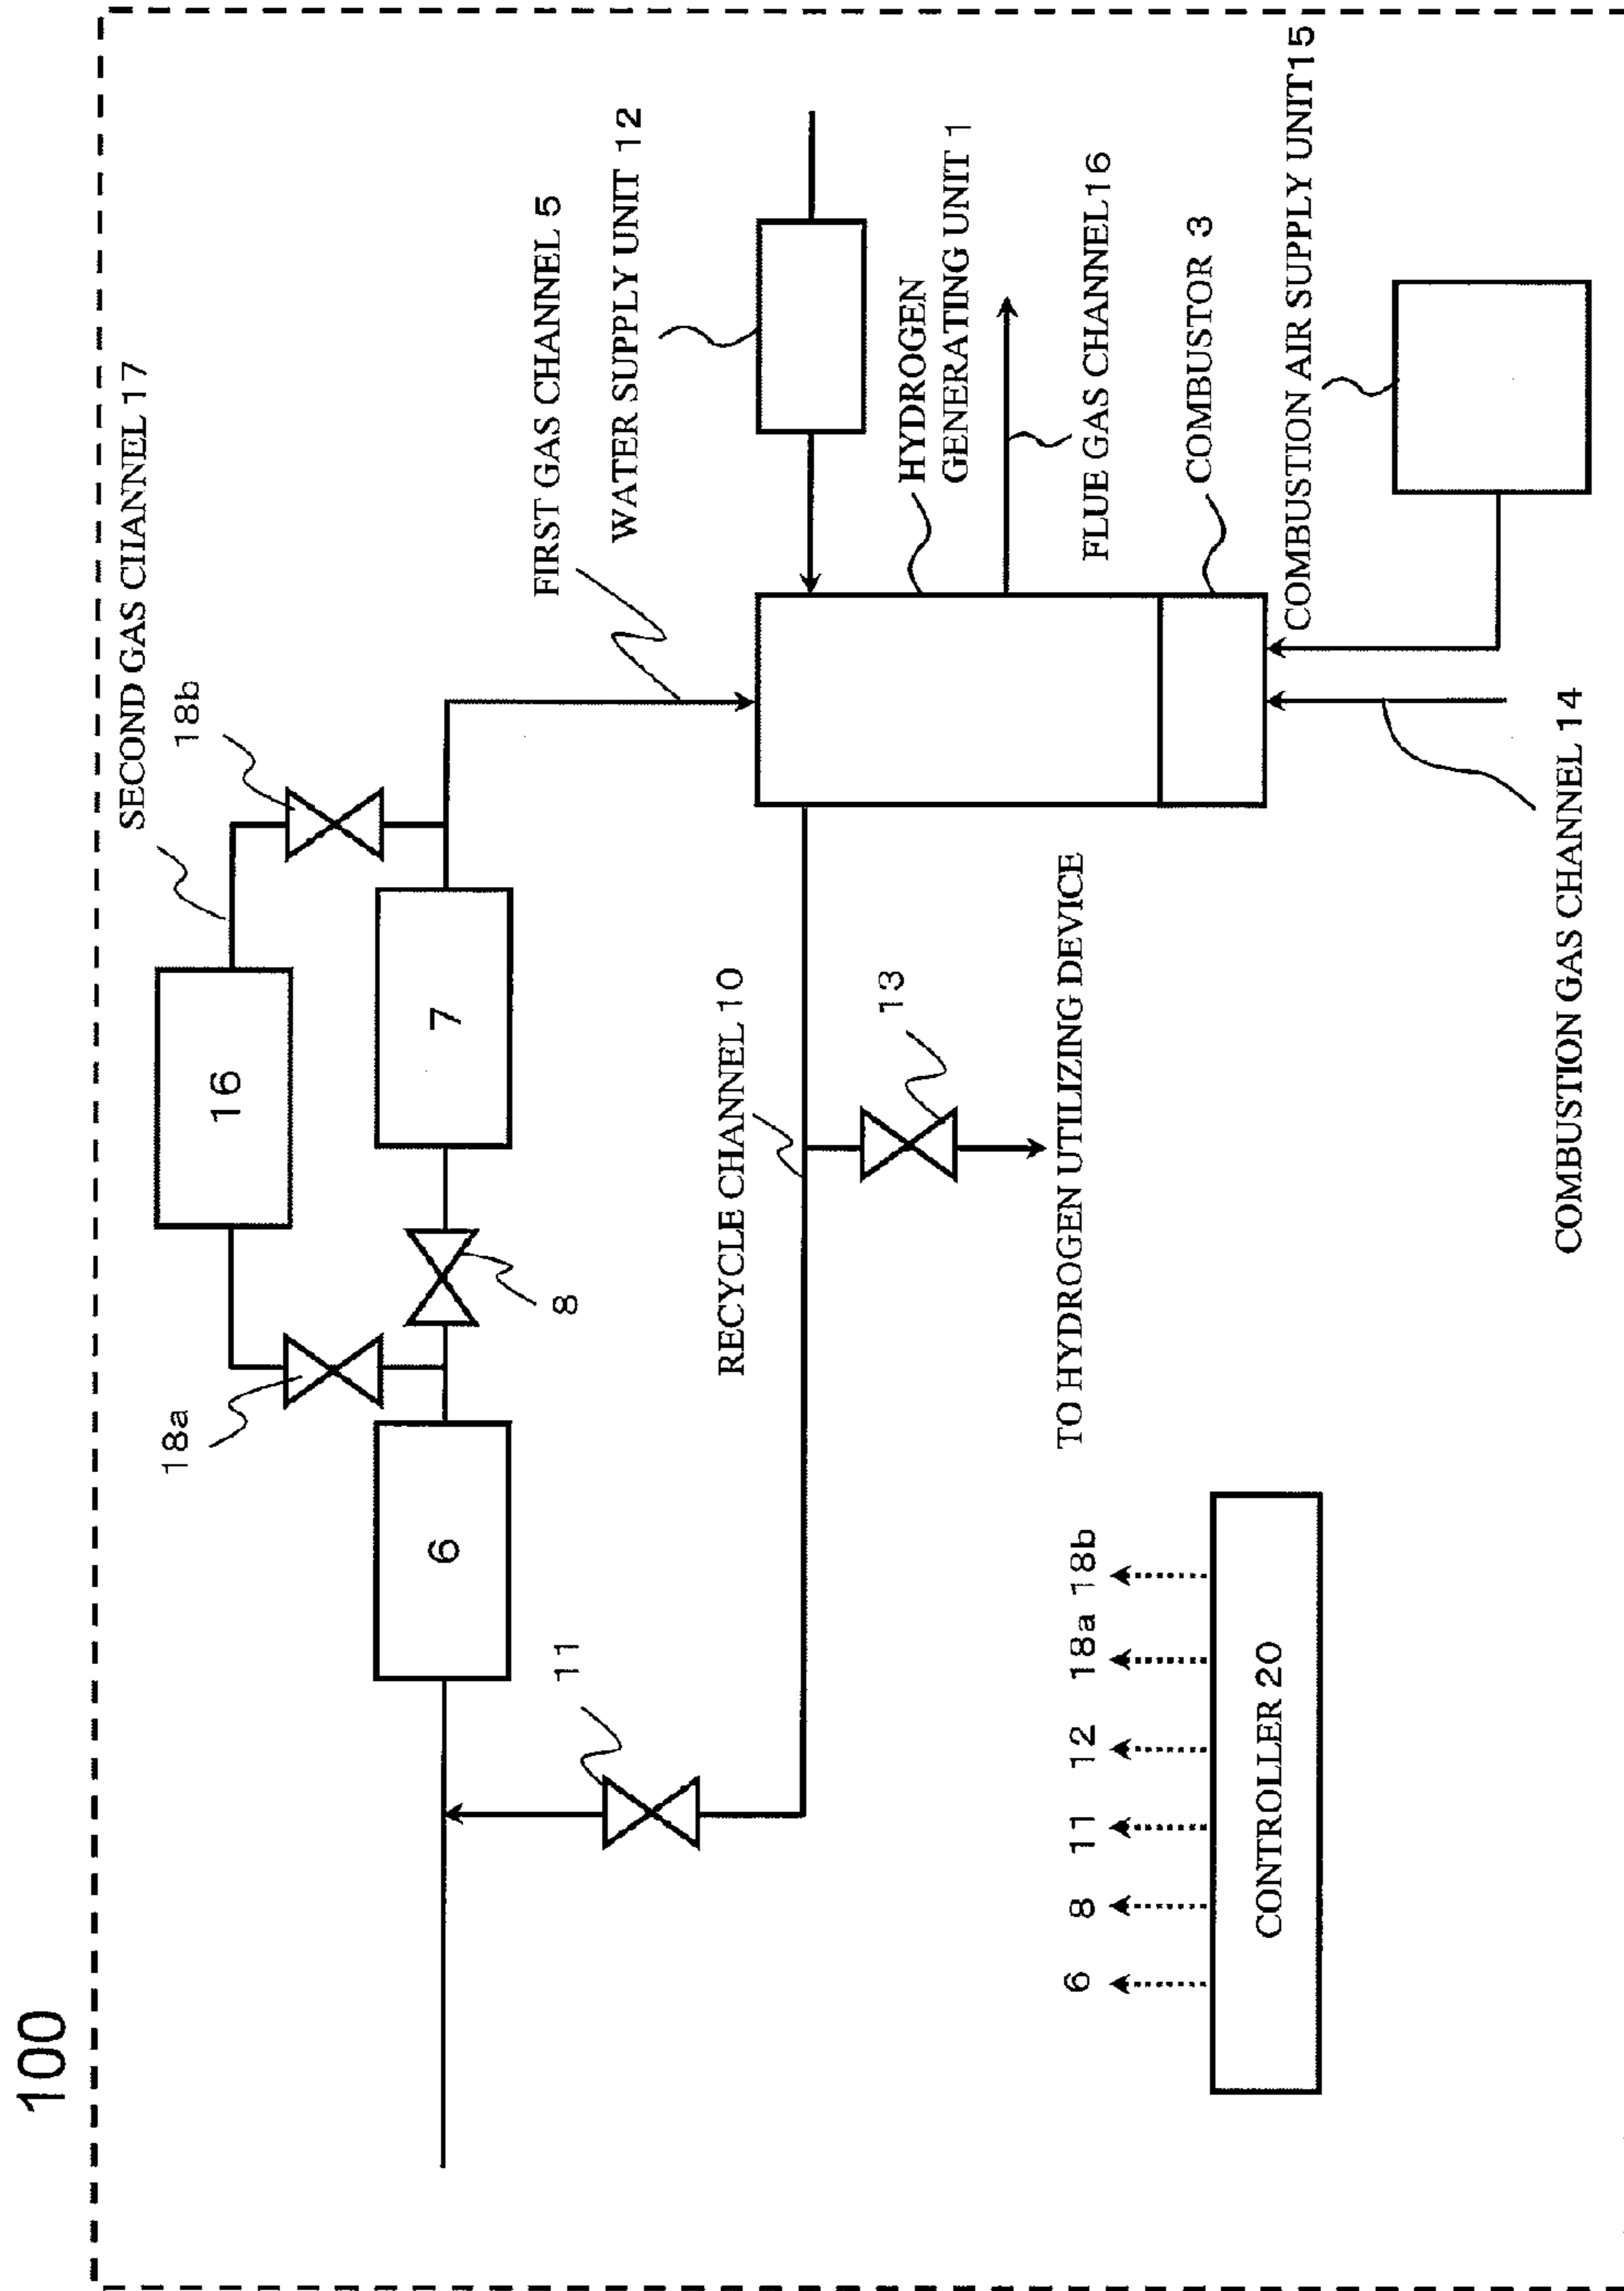 100
SECOND GAS CHANNEL 17
18b
16
18a
FIRST GAS CHANNEL 5
WATER SUPPLY UNIT 12
7
8
6
11
RECYCLE CHANNEL 10
13
HYDROGEN
GENERATING UNIT 1
FLUE GAS CHANNEL 16
COMBUSTOR 3
COMBUSTION AIR SUPPLY UNIT 15
TO HYDROGEN UTILIZING DEVICE
COMBUSTION GAS CHANNEL 14
6 8 11 12 18a 18b
CONTROLLER 20